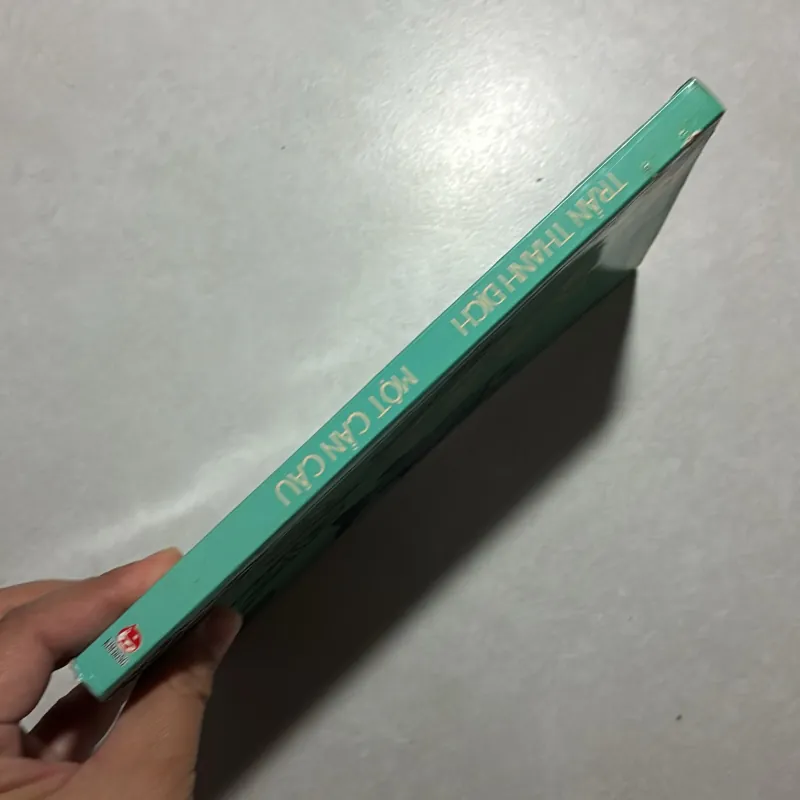 TRẦN THANH ĐỊCH
MỘT CẦN CÂU